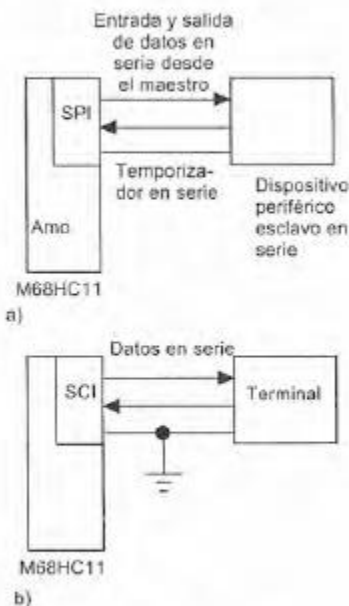 Entrada y salida
de datos en
serie desde
el maestro
SPI
Temporiza-
dor en serie
Amo
Dispositivo
periférico
esclavo en
serie
M68HC11
a)
Datos en serie
SCI
Terminal
M68HC11
b)